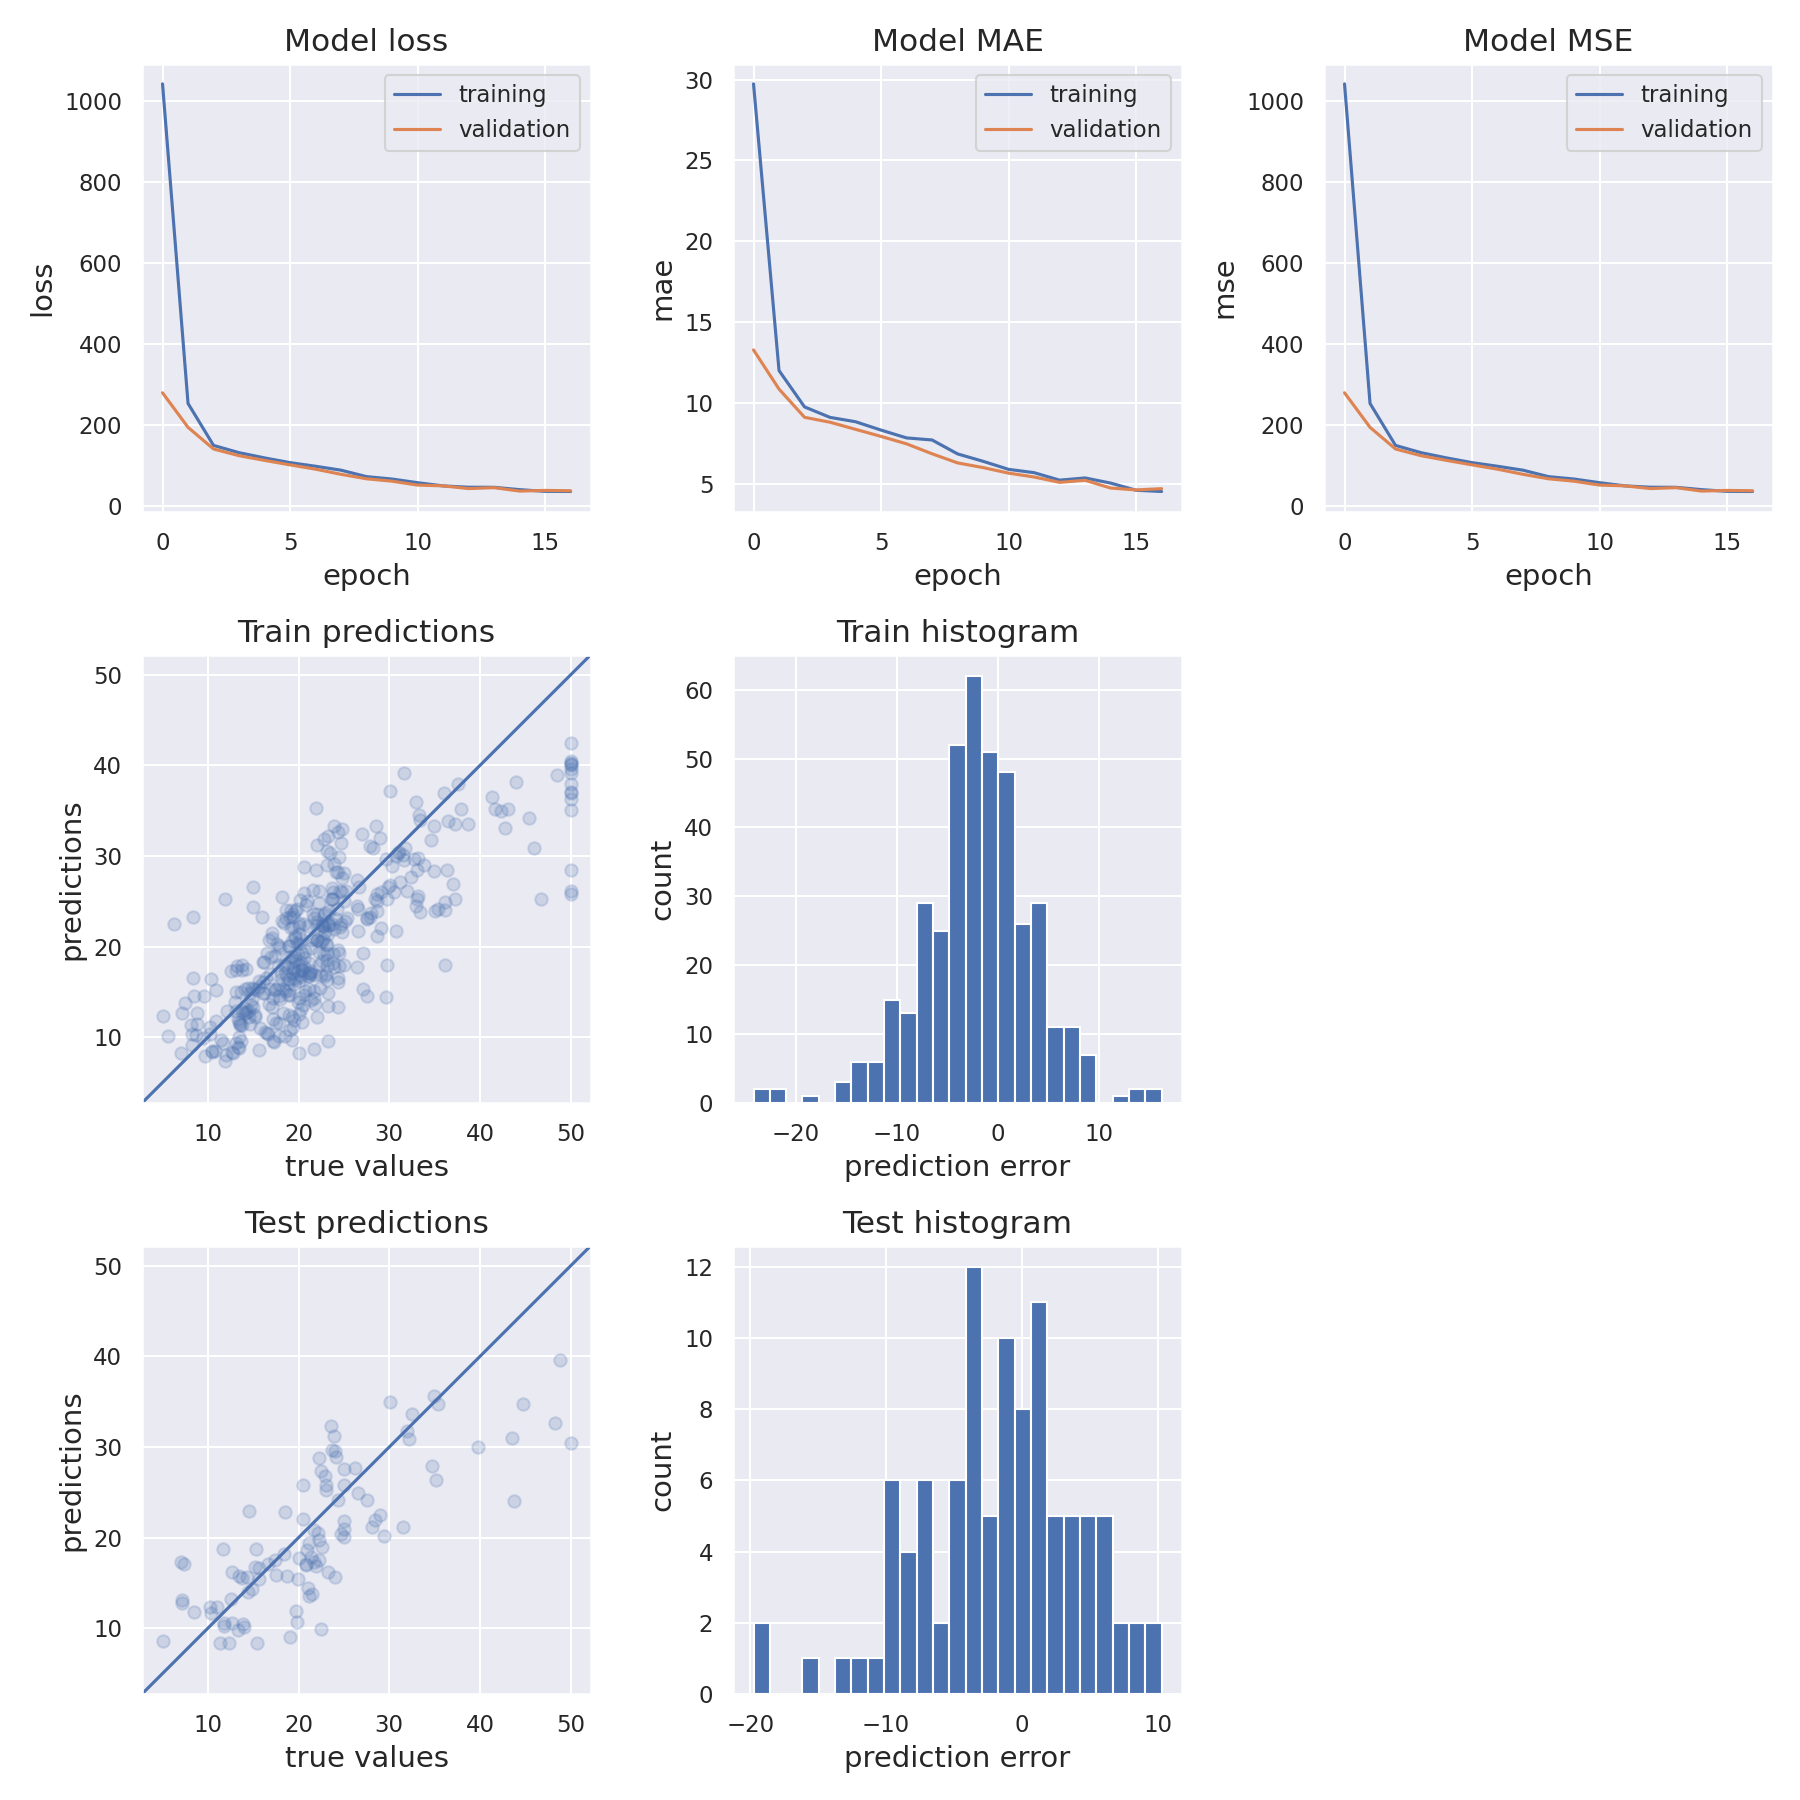 Model loss
Model MAE
Model MSE
1000
800
600
400
200
0
loss
training
validation
0 5 10 15
epoch
30
25
20
15
10
5
mae
training
validation
0 5 10 15
epoch
1000
800
600
400
200
0
mse
training
validation
0 5 10 15
epoch
Train predictions
50
40
30
20
10
predictions
10 20 30 40 50
true values
Train histogram
60
50
40
30
20
10
0
count
−20 −10 0 10
prediction error
Test predictions
50
40
30
20
10
predictions
10 20 30 40 50
true values
Test histogram
12
10
8
6
4
2
0
count
−20 −10 0 10
prediction error